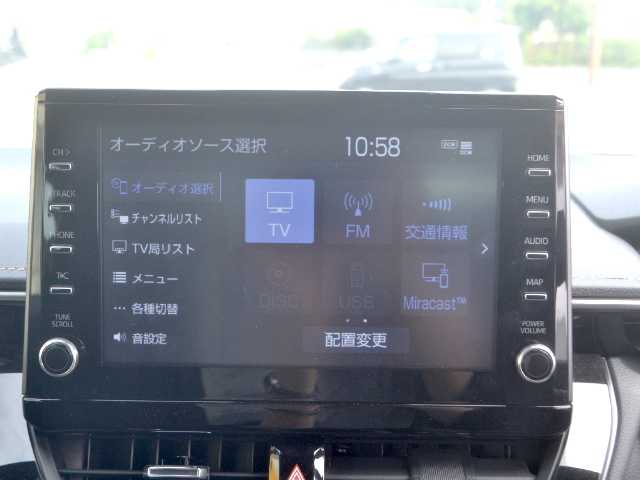 オーディオソース選択
10:58
DCM
CH >
TRACK
PHONE
TUNE
SCROLL
オーディオ選択
チャンネルリスト
TV局リスト
メニュー
各種切替
音設定
TV
FM
交通情報
DISC
USB
Miracast™
配置変更
HOME
MENU
AUDIO
MAP
POWER
VOLUME